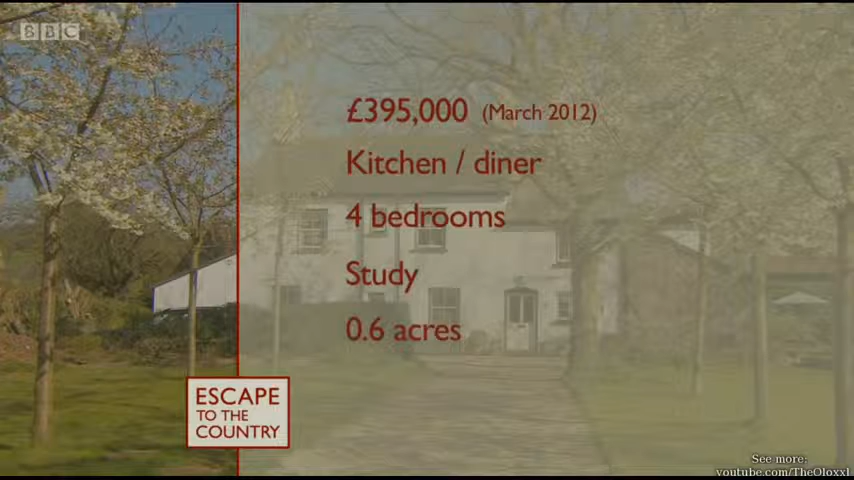 BBC
£395,000 (March 2012)
Kitchen / diner
4 bedrooms
Study
0.6 acres
ESCAPE
TO THE
COUNTRY
See more:
youtube.com/TheOloxxl